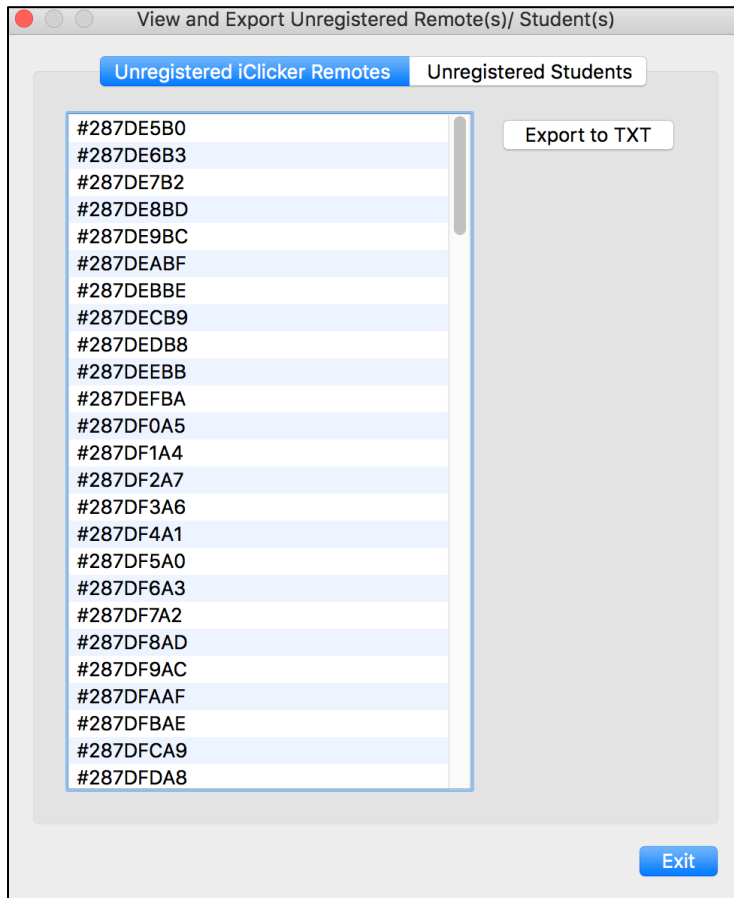 View and Export Unregistered Remote(s)/ Student(s)
Unregistered iClicker Remotes Unregistered Students
Export to TXT
#287DE5B0
#287DE6B3
#287DE7B2
#287DE8BD
#287DE9BC
#287DEABF
#287DEBBE
#287DECB9
#287DEDB8
#287DEEBB
#287DEFBA
#287DF0A5
#287DF1A4
#287DF2A7
#287DF3A6
#287DF4A1
#287DF5A0
#287DF6A3
#287DF7A2
#287DF8AD
#287DF9AC
#287DFAAF
#287DFBAE
#287DFCA9
#287DFDA8
Exit